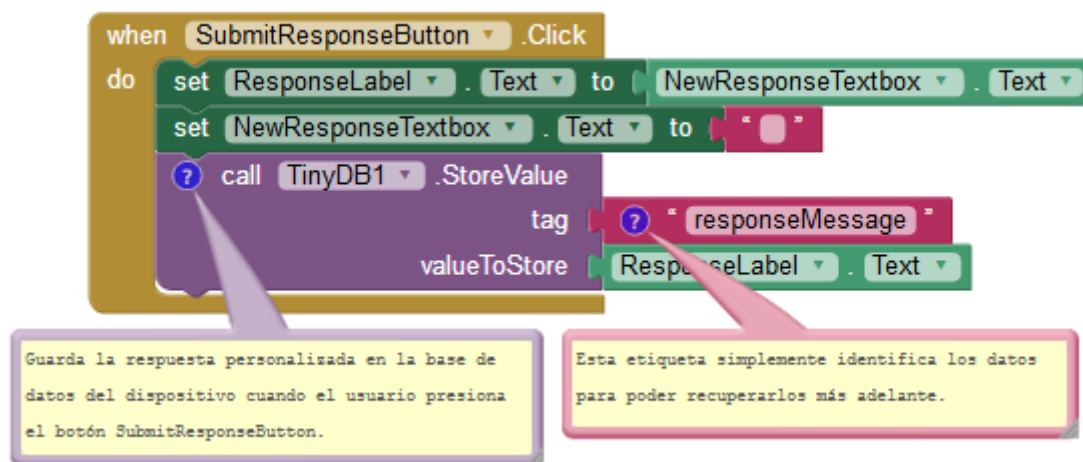 when SubmitResponseButton .Click
do set ResponseLabel . Text to NewResponseTextbox . Text
set NewResponseTextbox . Text to “ ”
? call TinyDB1 .StoreValue
tag ? “ responseMessage ”
valueToStore ResponseLabel . Text
Guarda la respuesta personalizada en la base de
datos del dispositivo cuando el usuario presiona
el botón SubmitResponseButton.
Esta etiqueta simplemente identifica los datos
para poder recuperarlos más adelante.